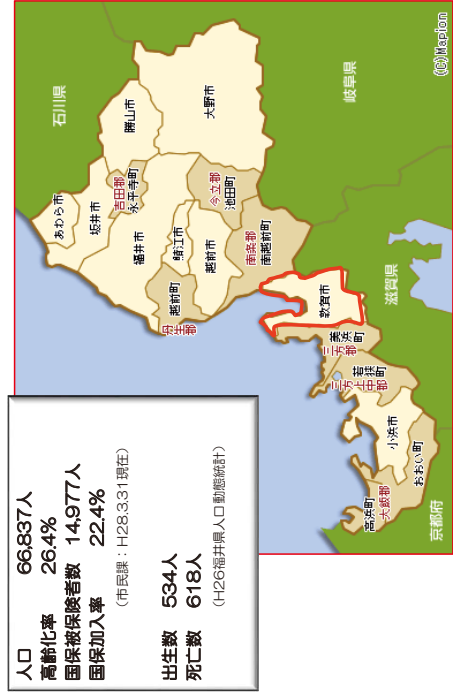 人口 66,837人
高齢化率 26.4%
国保被保険者数 14,977人
国保加入率 22.4%
(市民課：H28.3.31現在)
出生数 534人
死亡数 618人
(H26福井県人口動態統計)
石川県
あわら市
坂井市
勝山市
吉田郡
永平寺町
福井市
大野市
鯖江市
今立郡
池田町
越前町
丹生郡
越前市
南条郡
南越前町
岐阜県
敦賀市
美浜町
三方郡
滋賀県
若狭町
三方上中郡
小浜市
おおい町
高浜町
大飯郡
京都府
(C)Mapion